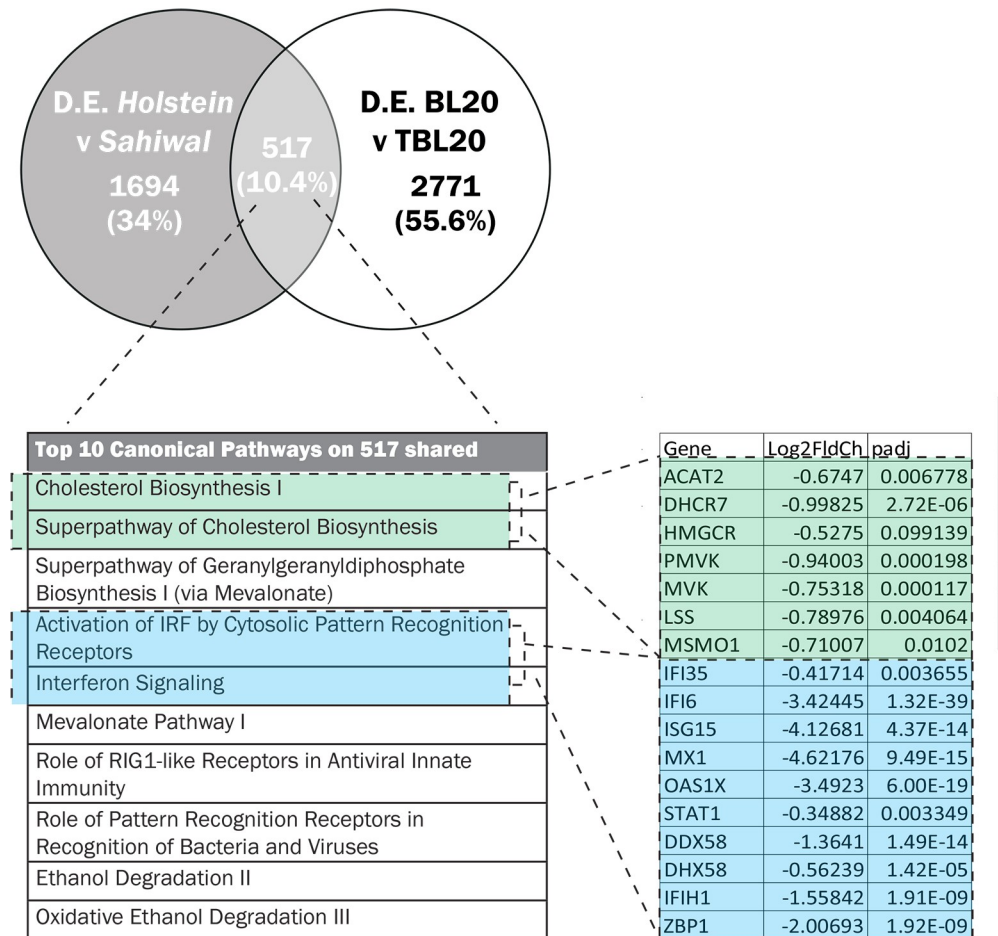 D.E. Holstein
v Sahiwal
1694
(34%)
517
(10.4%)
D.E. BL20
v TBL20
2771
(55.6%)
Top 10 Canonical Pathways on 517 shared
Cholesterol Biosynthesis I
Superpathway of Cholesterol Biosynthesis
Superpathway of Geranylgeranyldiphosphate
Biosynthesis I (via Mevalonate)
Activation of IRF by Cytosolic Pattern Recognition
Receptors
Interferon Signaling
Mevalonate Pathway I
Role of RIG1-like Receptors in Antiviral Innate
Immunity
Role of Pattern Recognition Receptors in
Recognition of Bacteria and Viruses
Ethanol Degradation II
Oxidative Ethanol Degradation III
Gene Log2FldCh padj
ACAT2 -0.6747 0.006778
DHCR7 -0.99825 2.72E-06
HMGCR -0.5275 0.099139
PMVK -0.94003 0.000198
MVK -0.75318 0.000117
LSS -0.78976 0.004064
MSMO1 -0.71007 0.0102
IFI35 -0.41714 0.003655
IFI6 -3.42445 1.32E-39
ISG15 -4.12681 4.37E-14
MX1 -4.62176 9.49E-15
OAS1X -3.4923 6.00E-19
STAT1 -0.34882 0.003349
DDX58 -1.3641 1.49E-14
DHX58 -0.56239 1.42E-05
IFIH1 -1.55842 1.91E-09
ZBP1 -2.00693 1.92E-09